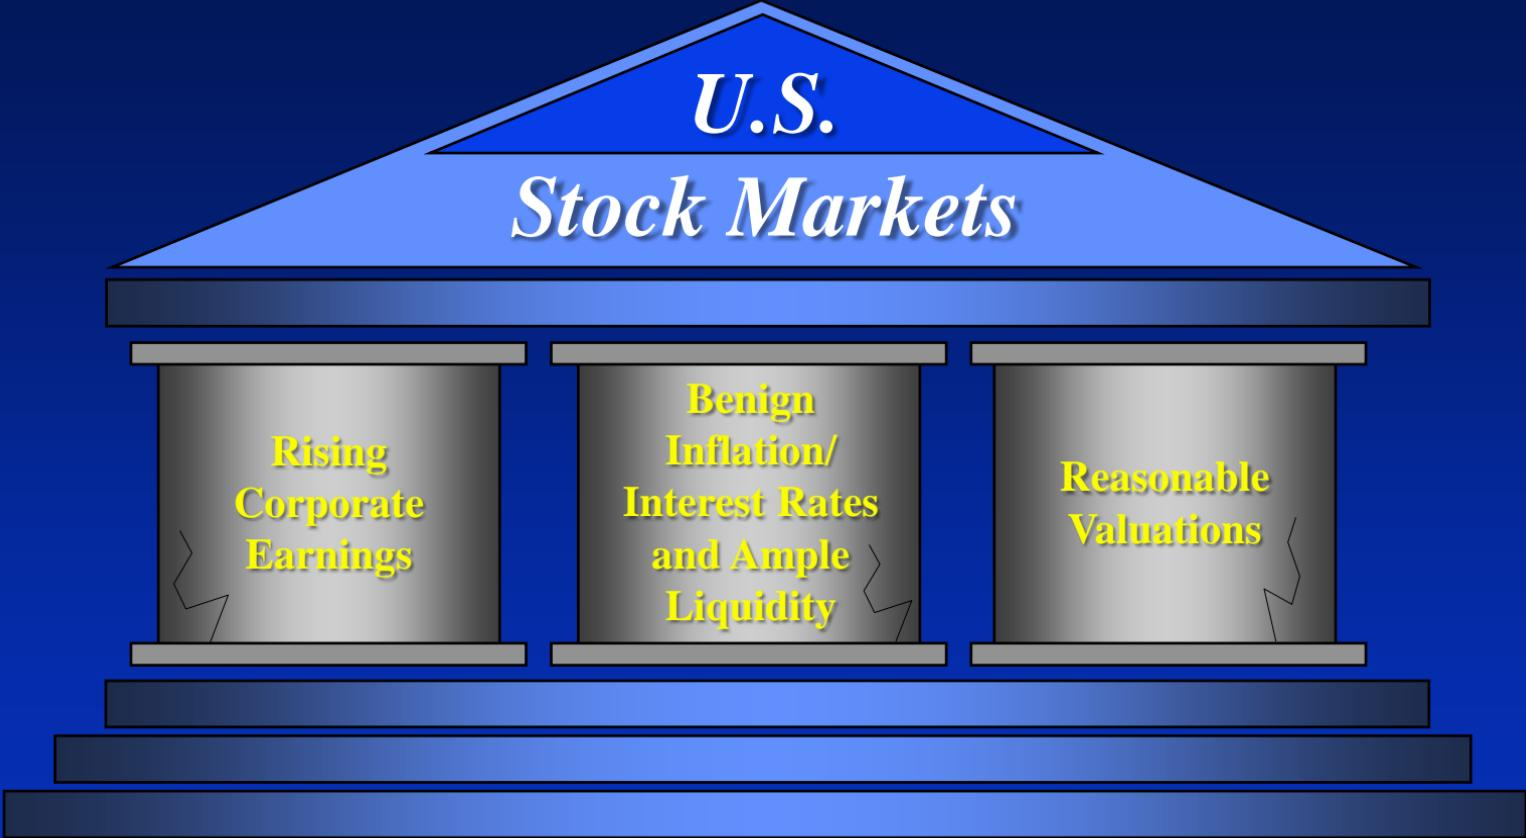 U.S.
Stock Markets
Rising
Corporate
Earnings
Benign
Inflation/
Interest Rates
and Ample
Liquidity
Reasonable
Valuations